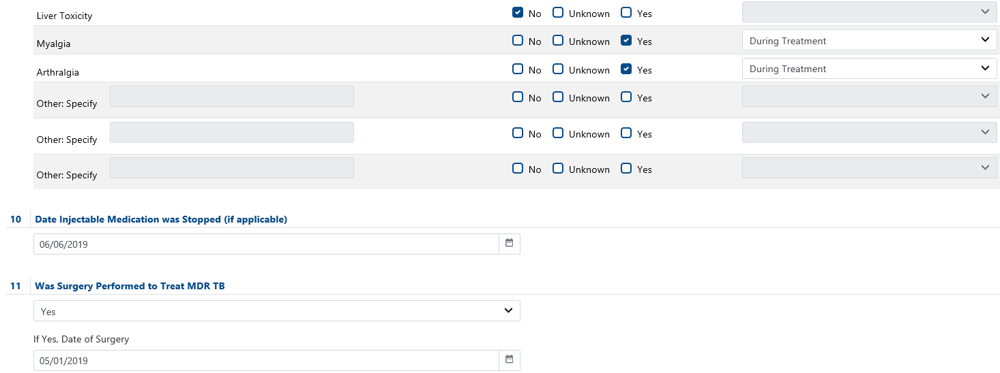 Liver Toxicity No Unknown Yes
Myalgia No Unknown Yes During Treatment
Arthralgia No Unknown Yes During Treatment
Other: Specify No Unknown Yes
Other: Specify No Unknown Yes
Other: Specify No Unknown Yes
10 Date Injectable Medication was Stopped (if applicable)
06/06/2019
11 Was Surgery Performed to Treat MDR TB
Yes
If Yes, Date of Surgery
05/01/2019